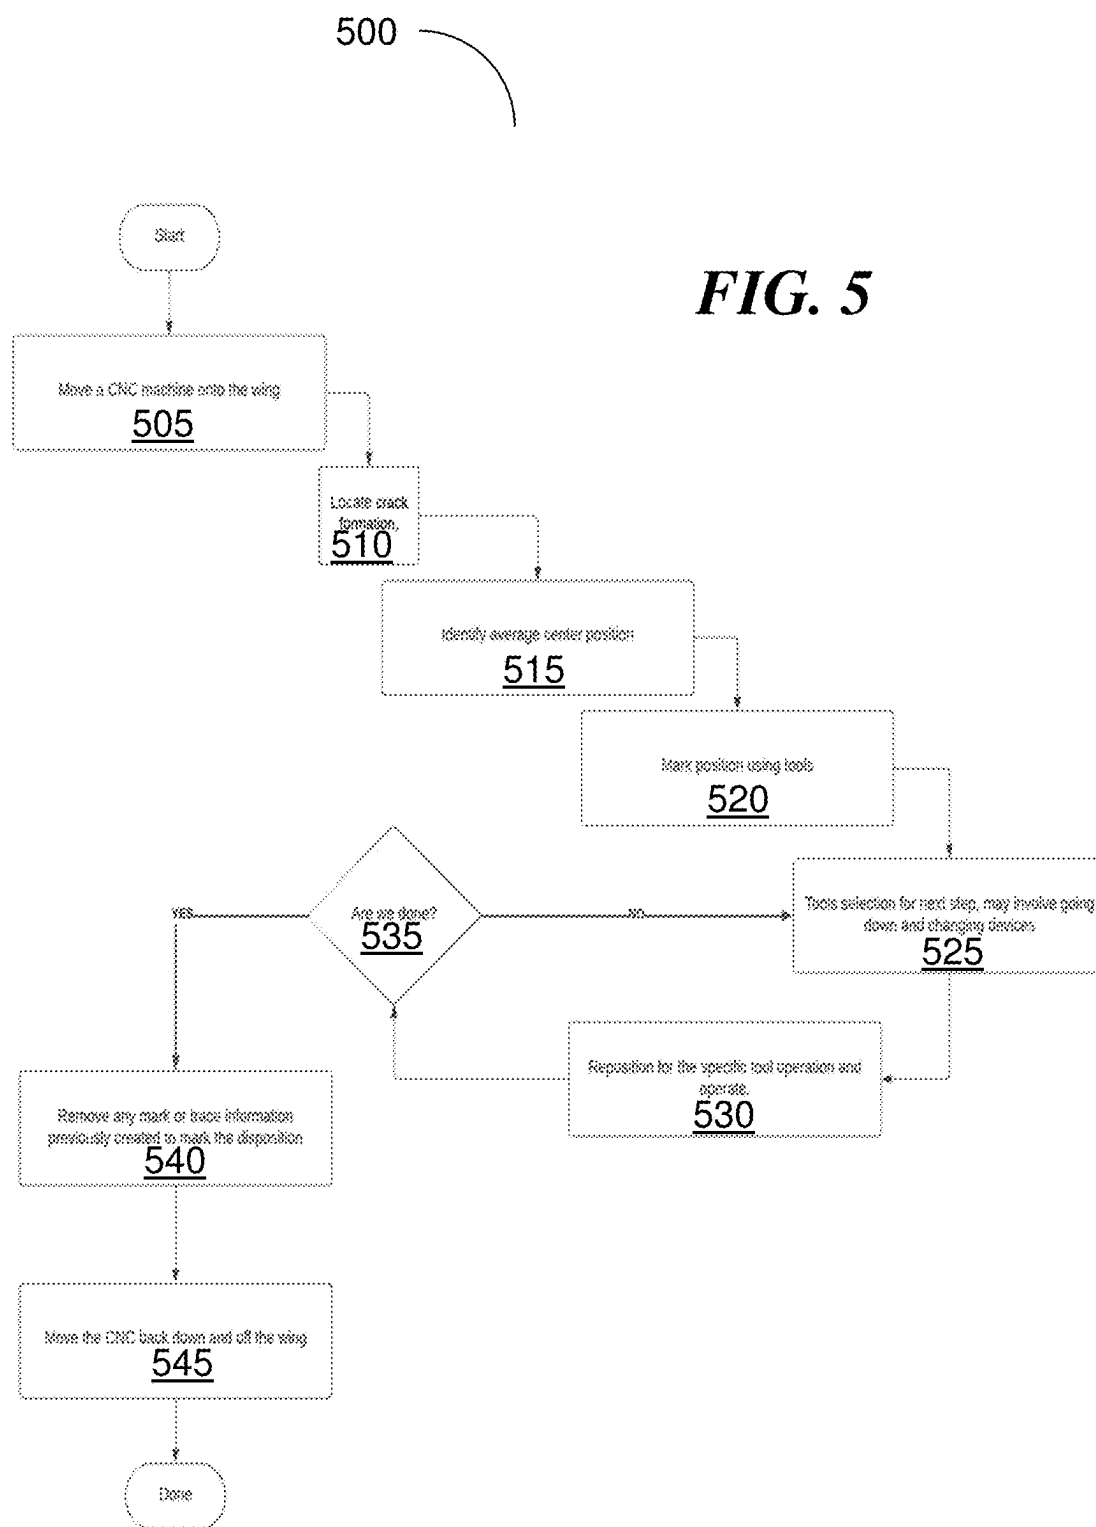 500
Start
FIG. 5
Move a CNC machine onto the wing
505
Locate crack
formation,
510
Identify average center position
515
Mark position using tools
520
Are we done?
535
YES
NO
Tools selection for next step, may involve going
down and changing devices
525
Reposition for the specific tool operation and
operate.
530
Remove any mark or trace information
previously created to mark the disposition
540
Move the CNC back down and off the wing
545
Done